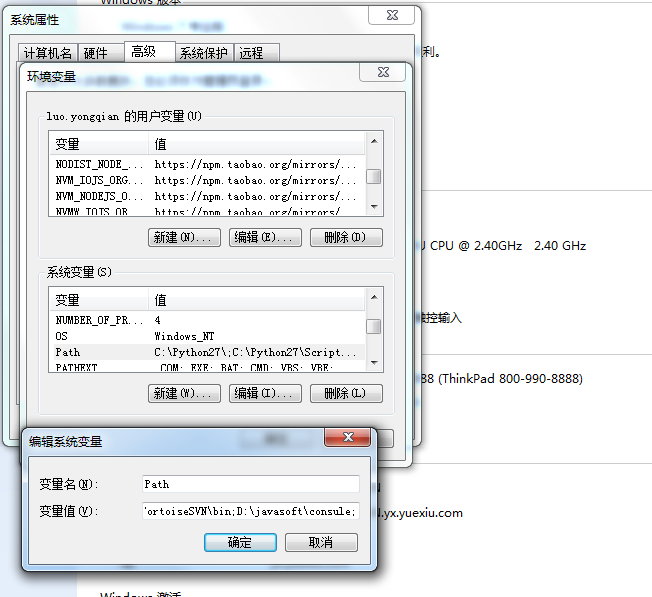 Windows 版本
系统属性
计算机名 硬件 高级 系统保护 远程
利。
环境变量
luo.yongqian 的用户变量(U)
变量 值
NODIST_NODE_... https://npm.taobao.org/mirrors/...
NVM_IOJS_ORG... https://npm.taobao.org/mirrors/...
NVM_NODEJS_O... https://npm.taobao.org/mirrors/...
NVMW_IOJS_OR... https://npm.taobao.org/mirrors/
新建(N)... 编辑(E)... 删除(D)
CPU @ 2.40GHz 2.40 GHz
系统变量(S)
变量 值
NUMBER_OF_PR... 4
OS Windows_NT
Path C:\Python27\;C:\Python27\Script...
PATHEXT .COM;.EXE;.BAT;.CMD;.VBS;.VBE;
控输入
新建(W)... 编辑(I)... 删除(L)
88 (ThinkPad 800-990-8888)
编辑系统变量
变量名(N): Path
变量值(V): ortoiseSVN\bin;D:\javasoft\consule;
.yx.yuexiu.com
确定 取消
Windows 激活